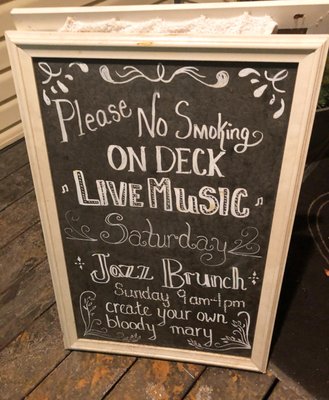 Please No Smoking
ON DECK
LIVE MUSIC
Saturday
Jazz Brunch
Sunday 9am-1pm
create your own
bloody mary